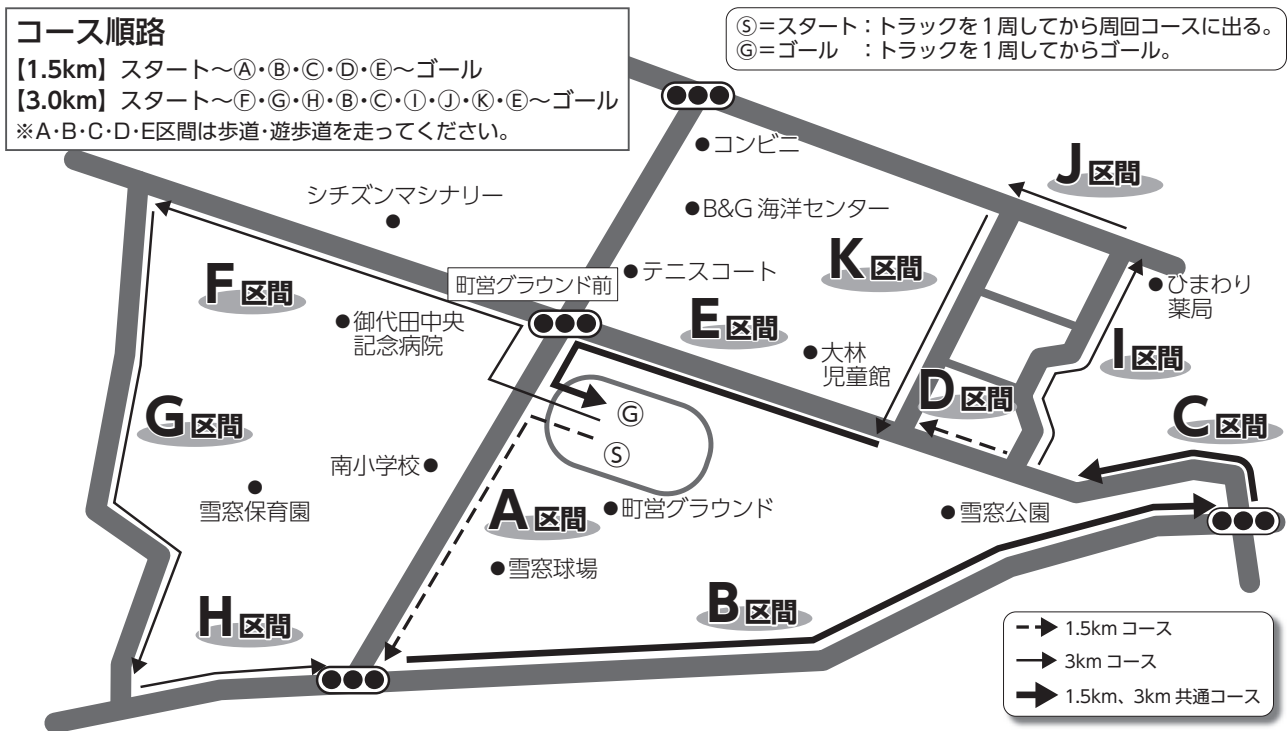 コース順路
【1.5km】スタート～Ⓐ・Ⓑ・Ⓒ・Ⓓ・Ⓔ～ゴール
【3.0km】スタート～Ⓕ・Ⓖ・Ⓗ・Ⓑ・Ⓒ・Ⓘ・Ⓙ・Ⓚ・Ⓔ～ゴール
※A・B・C・D・E区間は歩道・遊歩道を走ってください。
Ⓢ＝スタート：トラックを1周してから周回コースに出る。
Ⓖ＝ゴール　：トラックを1周してからゴール。
コンビニ
J区間
シチズンマシナリー
B&G 海洋センター
K区間
テニスコート
町営グラウンド前
F区間
ひまわり
薬局
御代田中央
記念病院
E区間
大林
児童館
I区間
D区間
G区間
Ⓖ
C区間
Ⓢ
南小学校
雪窓保育園
A区間
町営グラウンド
雪窓公園
雪窓球場
B区間
H区間
1.5km コース
3km コース
1.5km、3km 共通コース